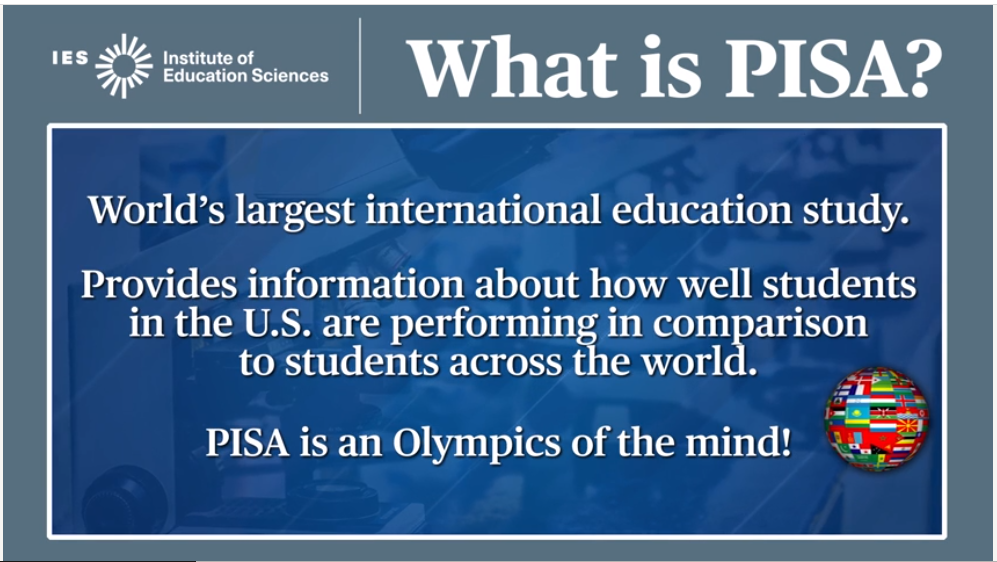 IES
Institute of
Education Sciences
What is PISA?
World’s largest international education study.
Provides information about how well students
in the U.S. are performing in comparison
to students across the world.
PISA is an Olympics of the mind!